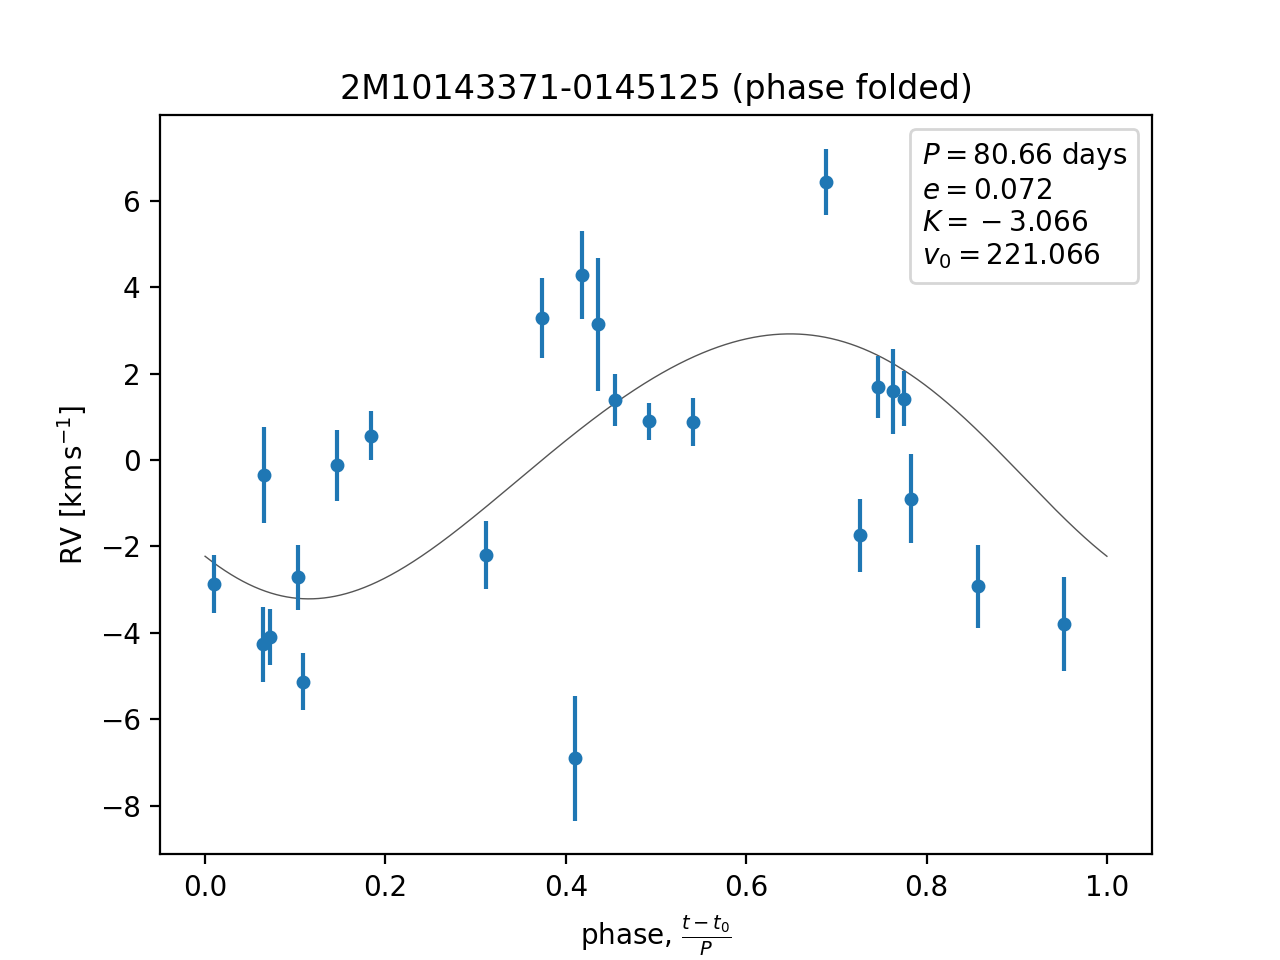 2M10143371-0145125 (phase folded)
P = 80.66 days
e = 0.072
K = −3.066
v₀ = 221.066
RV [km s⁻¹]
6
4
2
0
−2
−4
−6
−8
0.0 0.2 0.4 0.6 0.8 1.0
phase, (t − t₀)/P